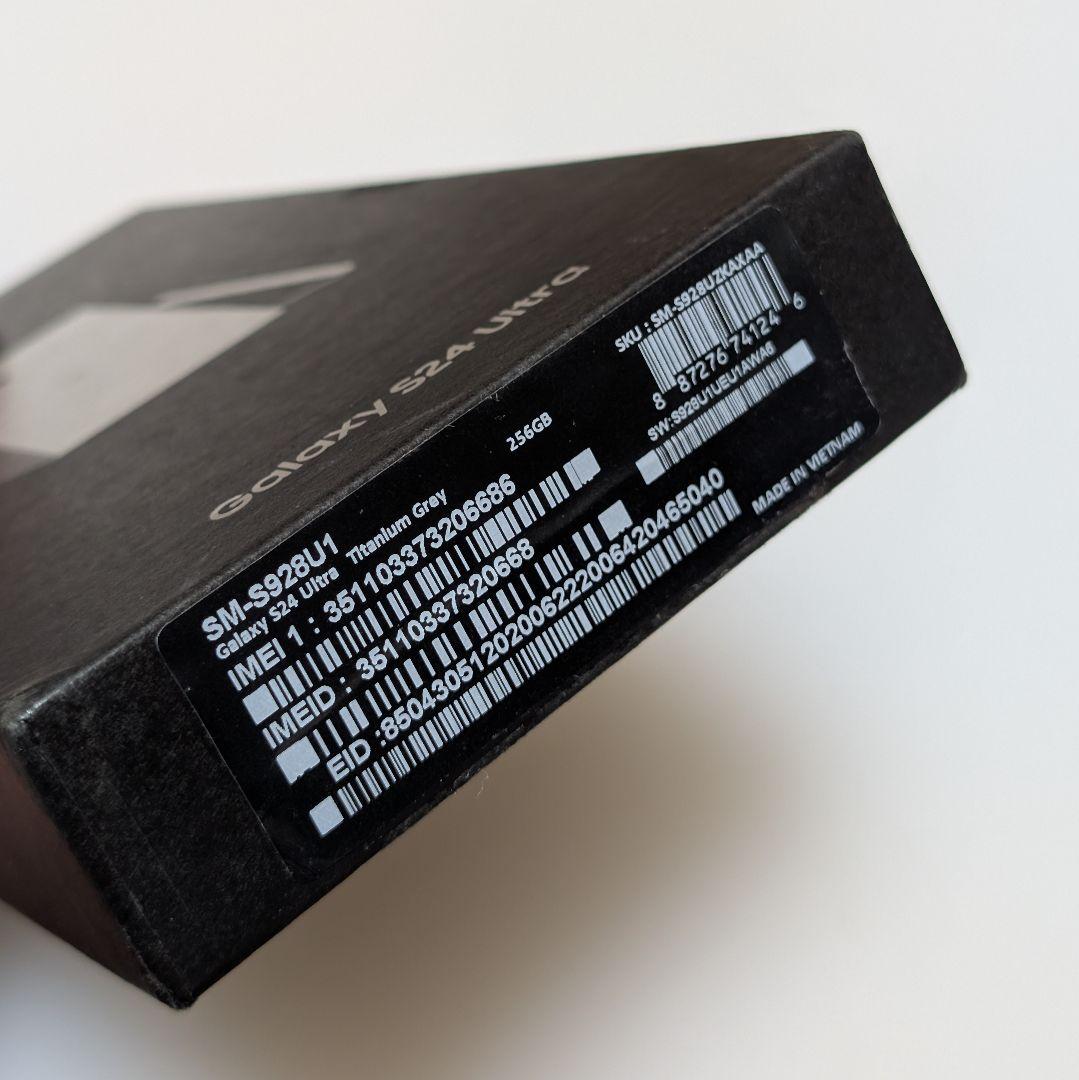 Galaxy S24 Ultra
SM-S928U1
Galaxy S24 Ultra Titanium Gray 256GB
IMEI 1 : 351103373206686
IMEID : 35110337320668
EID :85043051202006222006420465040
SKU : SM-S928UZKAXAA
8 87276 74124 6
SW:S928U1UEU1AWA6
MADE IN VIETNAM